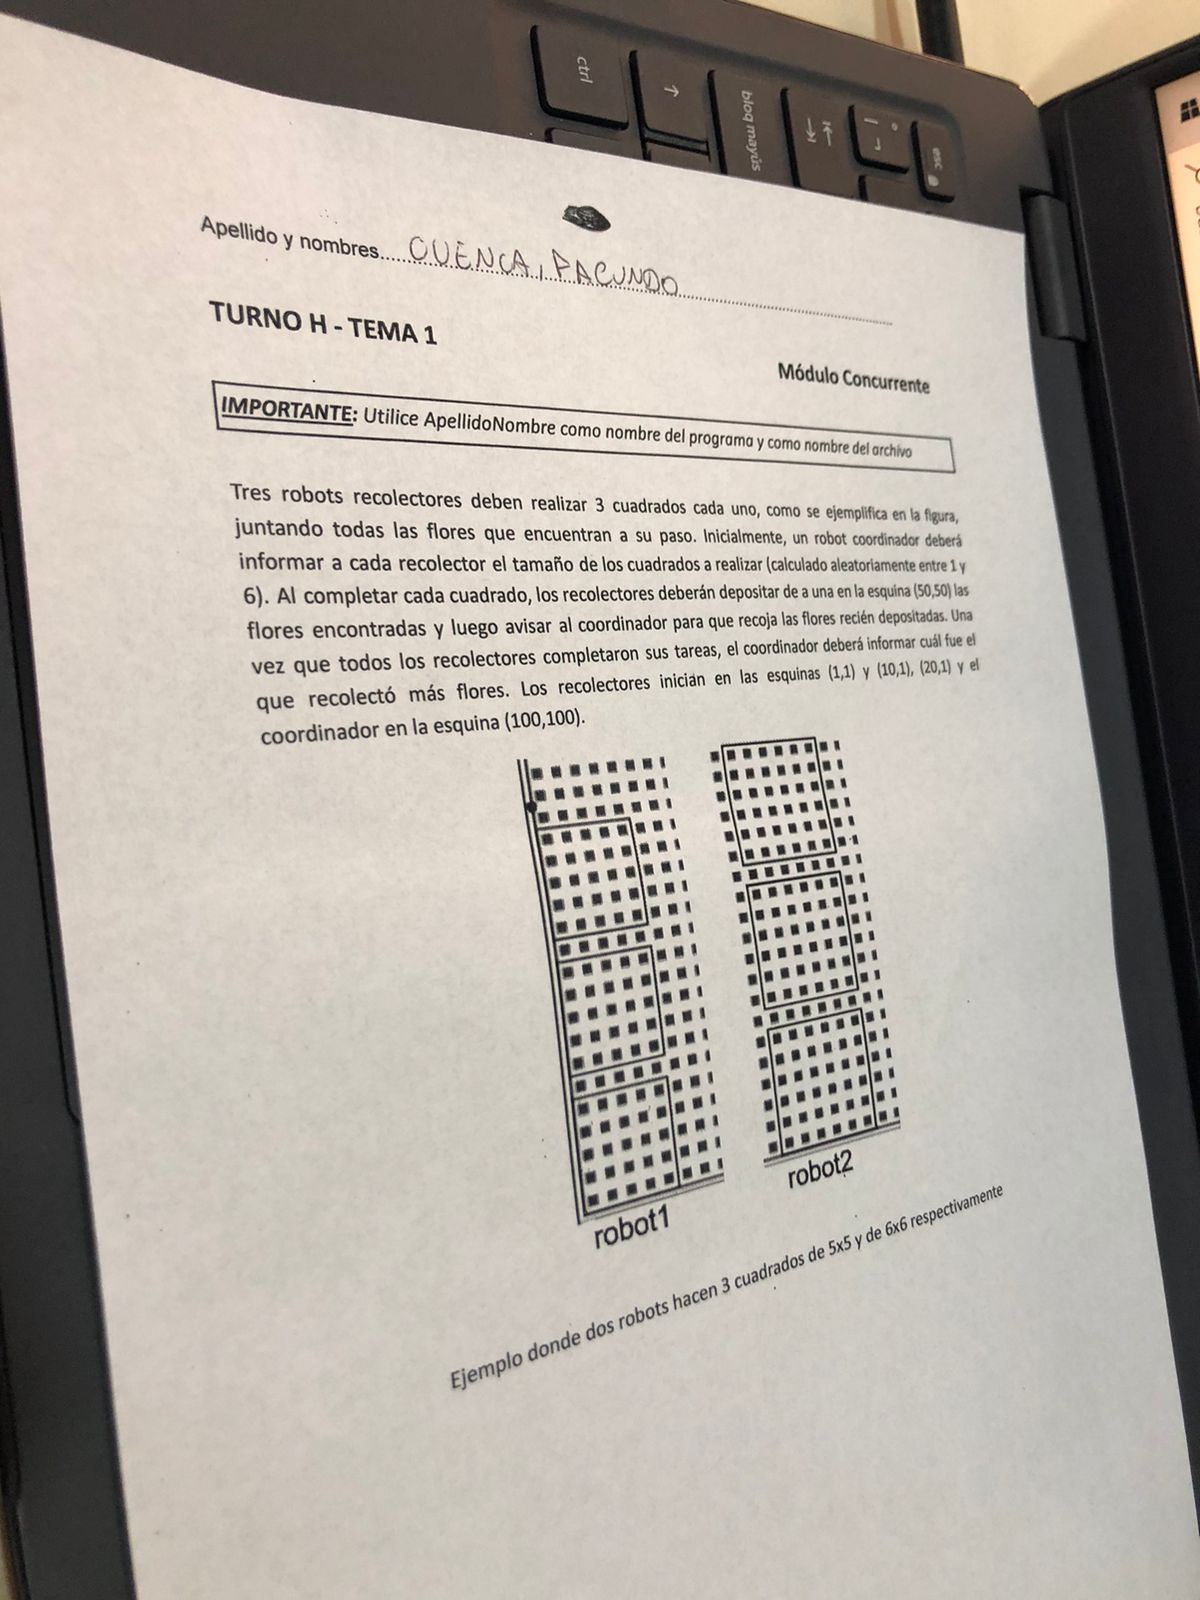 ctrl
bloq mayús
esc
Apellido y nombres.....CUENCA, FACUNDO
TURNO H - TEMA 1
Módulo Concurrente
IMPORTANTE: Utilice ApellidoNombre como nombre del programa y como nombre del archivo
Tres robots recolectores deben realizar 3 cuadrados cada uno, como se ejemplifica en la figura,
juntando todas las flores que encuentran a su paso. Inicialmente, un robot coordinador deberá
informar a cada recolector el tamaño de los cuadrados a realizar (calculado aleatoriamente entre 1 y
6). Al completar cada cuadrado, los recolectores deberán depositar de a una en la esquina (50,50) las
flores encontradas y luego avisar al coordinador para que recoja las flores recién depositadas. Una
vez que todos los recolectores completaron sus tareas, el coordinador deberá informar cuál fue el
que recolectó más flores. Los recolectores inician en las esquinas (1,1) y (10,1), (20,1) y el
coordinador en la esquina (100,100).
robot1
robot2
Ejemplo donde dos robots hacen 3 cuadrados de 5x5 y de 6x6 respectivamente